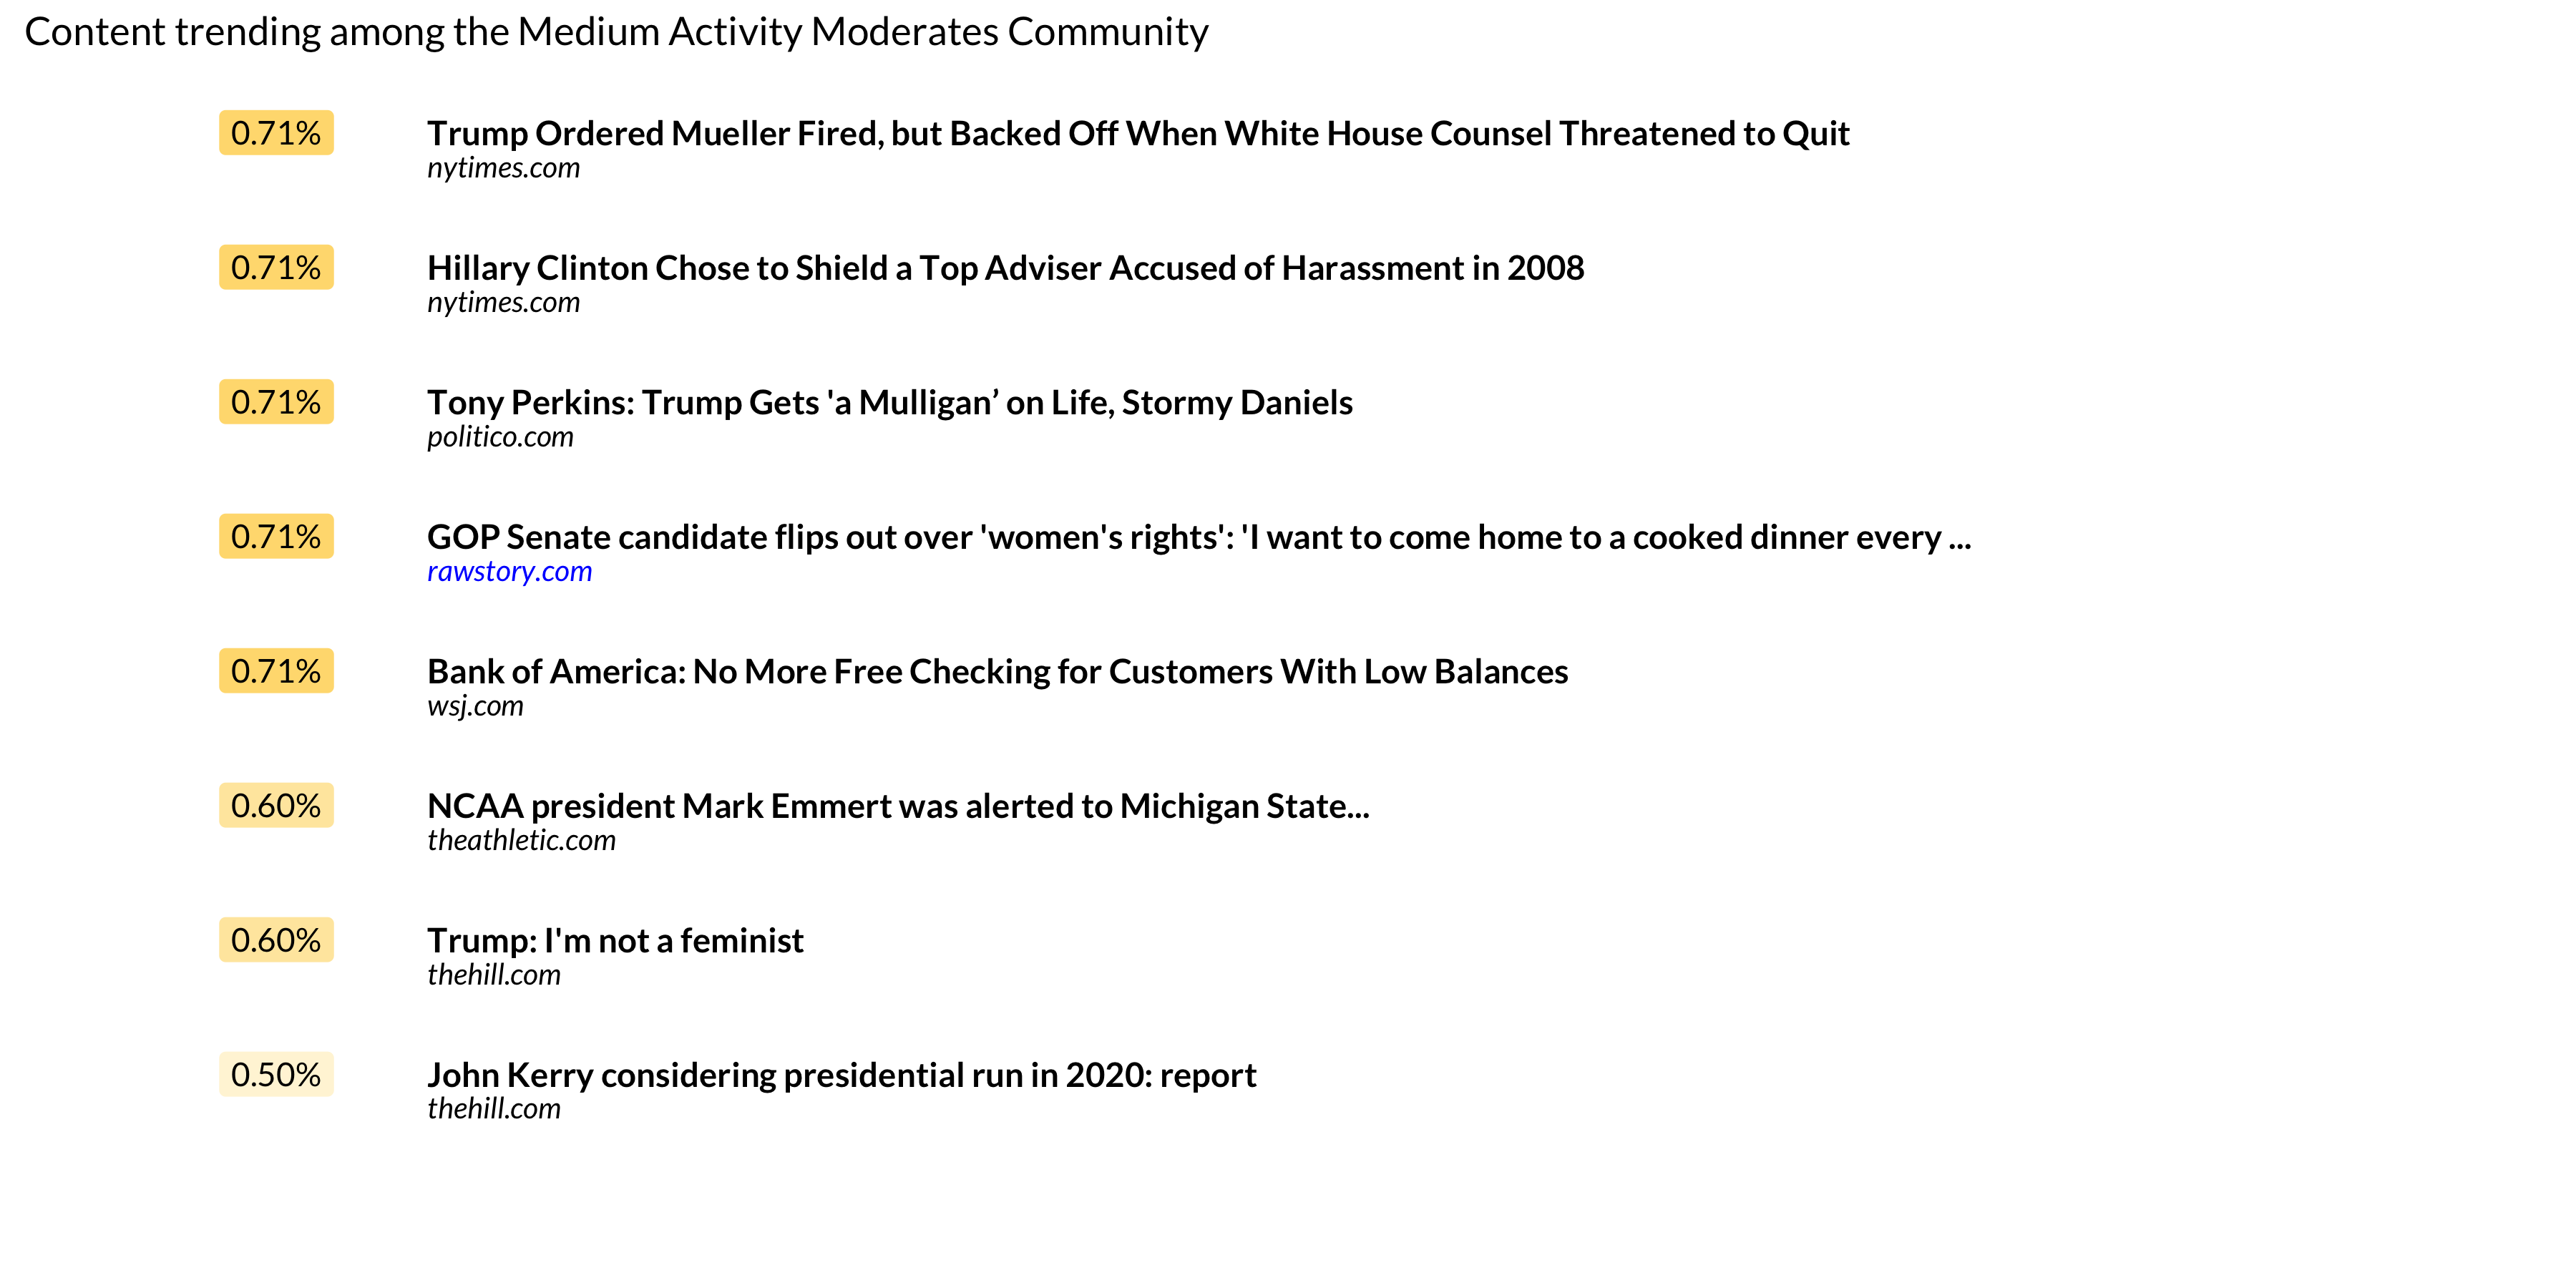 Content trending among the Medium Activity Moderates Community
0.71%
Trump Ordered Mueller Fired, but Backed Off When White House Counsel Threatened to Quit
nytimes.com
0.71%
Hillary Clinton Chose to Shield a Top Adviser Accused of Harassment in 2008
nytimes.com
0.71%
Tony Perkins: Trump Gets 'a Mulligan’ on Life, Stormy Daniels
politico.com
0.71%
GOP Senate candidate flips out over 'women's rights': 'I want to come home to a cooked dinner every ...
rawstory.com
0.71%
Bank of America: No More Free Checking for Customers With Low Balances
wsj.com
0.60%
NCAA president Mark Emmert was alerted to Michigan State...
theathletic.com
0.60%
Trump: I'm not a feminist
thehill.com
0.50%
John Kerry considering presidential run in 2020: report
thehill.com